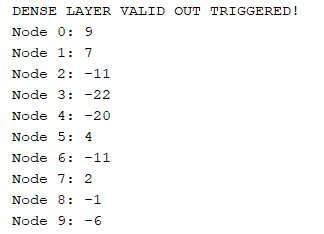 DENSE LAYER VALID OUT TRIGGERED!
Node 0: 9
Node 1: 7
Node 2: -11
Node 3: -22
Node 4: -20
Node 5: 4
Node 6: -11
Node 7: 2
Node 8: -1
Node 9: -6